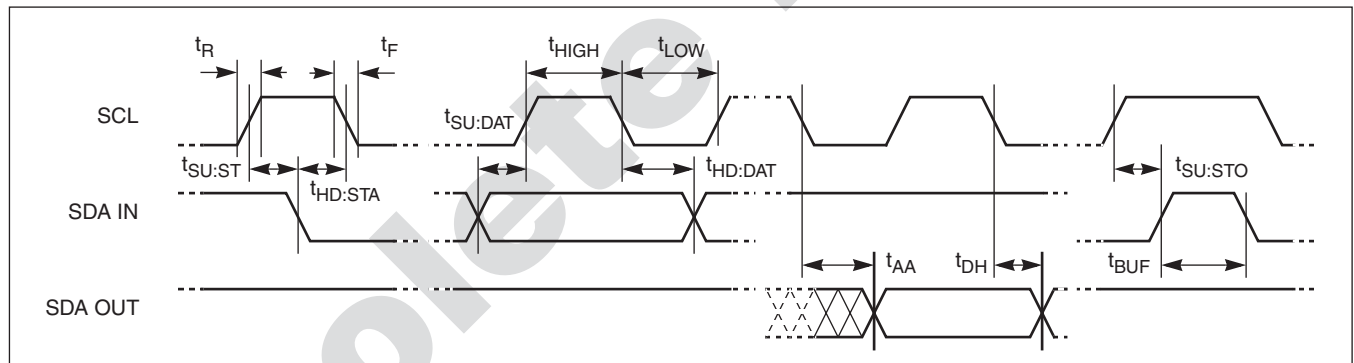 tR tF tHIGH tLOW
SCL
tSU:DAT
tSU:ST tHD:STA tHD:DAT tSU:STO
SDA IN
tAA tDH tBUF
SDA OUT
olete